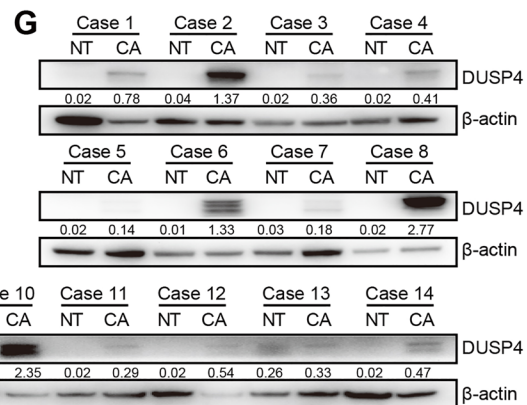 G
Case 1 Case 2 Case 3 Case 4
NT CA NT CA NT CA NT CA
DUSP4
0.02 0.78 0.04 1.37 0.02 0.36 0.02 0.41
β-actin
Case 5 Case 6 Case 7 Case 8
NT CA NT CA NT CA NT CA
DUSP4
0.02 0.14 0.01 1.33 0.03 0.18 0.02 2.77
β-actin
e 10 Case 11 Case 12 Case 13 Case 14
CA NT CA NT CA NT CA NT CA
DUSP4
2.35 0.02 0.29 0.02 0.54 0.26 0.33 0.02 0.47
β-actin